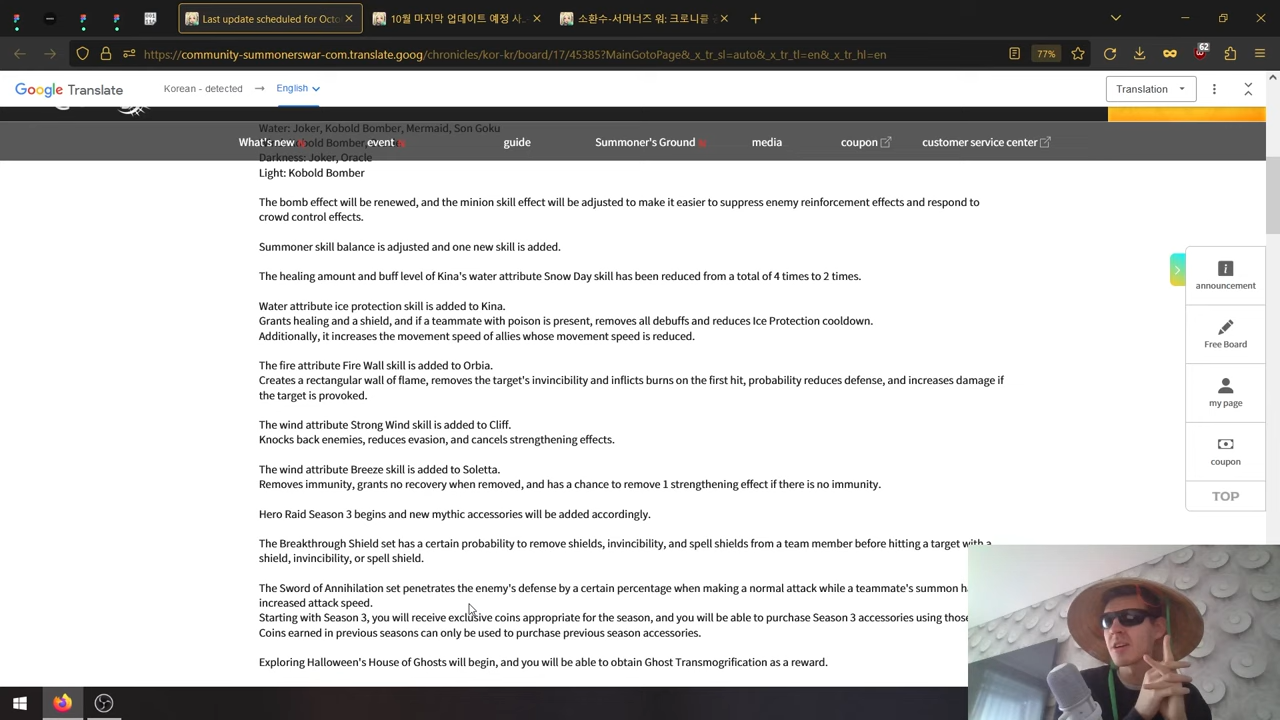 Last update scheduled for Octo
10월 마지막 업데이트 예정 사
소환수-서머너즈 워: 크로니클 공
https://community-summonerswar-com.translate.goog/chronicles/kor-kr/board/17/45385?MainGotoPage&_x_tr_sl=auto&_x_tr_tl=en&_x_tr_hl=en
77%
62
Google Translate
Korean - detected
English
Translation
Water: Joker, Kobold Bomber, Mermaid, Son Goku
What's new
event
guide
Summoner's Ground
media
coupon
customer service center
Kobold Bomber,
Darkness: Joker, Oracle
Light: Kobold Bomber
The bomb effect will be renewed, and the minion skill effect will be adjusted to make it easier to suppress enemy reinforcement effects and respond to
crowd control effects.
Summoner skill balance is adjusted and one new skill is added.
The healing amount and buff level of Kina's water attribute Snow Day skill has been reduced from a total of 4 times to 2 times.
Water attribute ice protection skill is added to Kina.
Grants healing and a shield, and if a teammate with poison is present, removes all debuffs and reduces Ice Protection cooldown.
Additionally, it increases the movement speed of allies whose movement speed is reduced.
The fire attribute Fire Wall skill is added to Orbia.
Creates a rectangular wall of flame, removes the target's invincibility and inflicts burns on the first hit, probability reduces defense, and increases damage if
the target is provoked.
The wind attribute Strong Wind skill is added to Cliff.
Knocks back enemies, reduces evasion, and cancels strengthening effects.
The wind attribute Breeze skill is added to Soletta.
Removes immunity, grants no recovery when removed, and has a chance to remove 1 strengthening effect if there is no immunity.
Hero Raid Season 3 begins and new mythic accessories will be added accordingly.
The Breakthrough Shield set has a certain probability to remove shields, invincibility, and spell shields from a team member before hitting a target with a
shield, invincibility, or spell shield.
The Sword of Annihilation set penetrates the enemy's defense by a certain percentage when making a normal attack while a teammate's summon h
increased attack speed.
Starting with Season 3, you will receive exclusive coins appropriate for the season, and you will be able to purchase Season 3 accessories using those
Coins earned in previous seasons can only be used to purchase previous season accessories.
Exploring Halloween's House of Ghosts will begin, and you will be able to obtain Ghost Transmogrification as a reward.
announcement
Free Board
my page
coupon
TOP